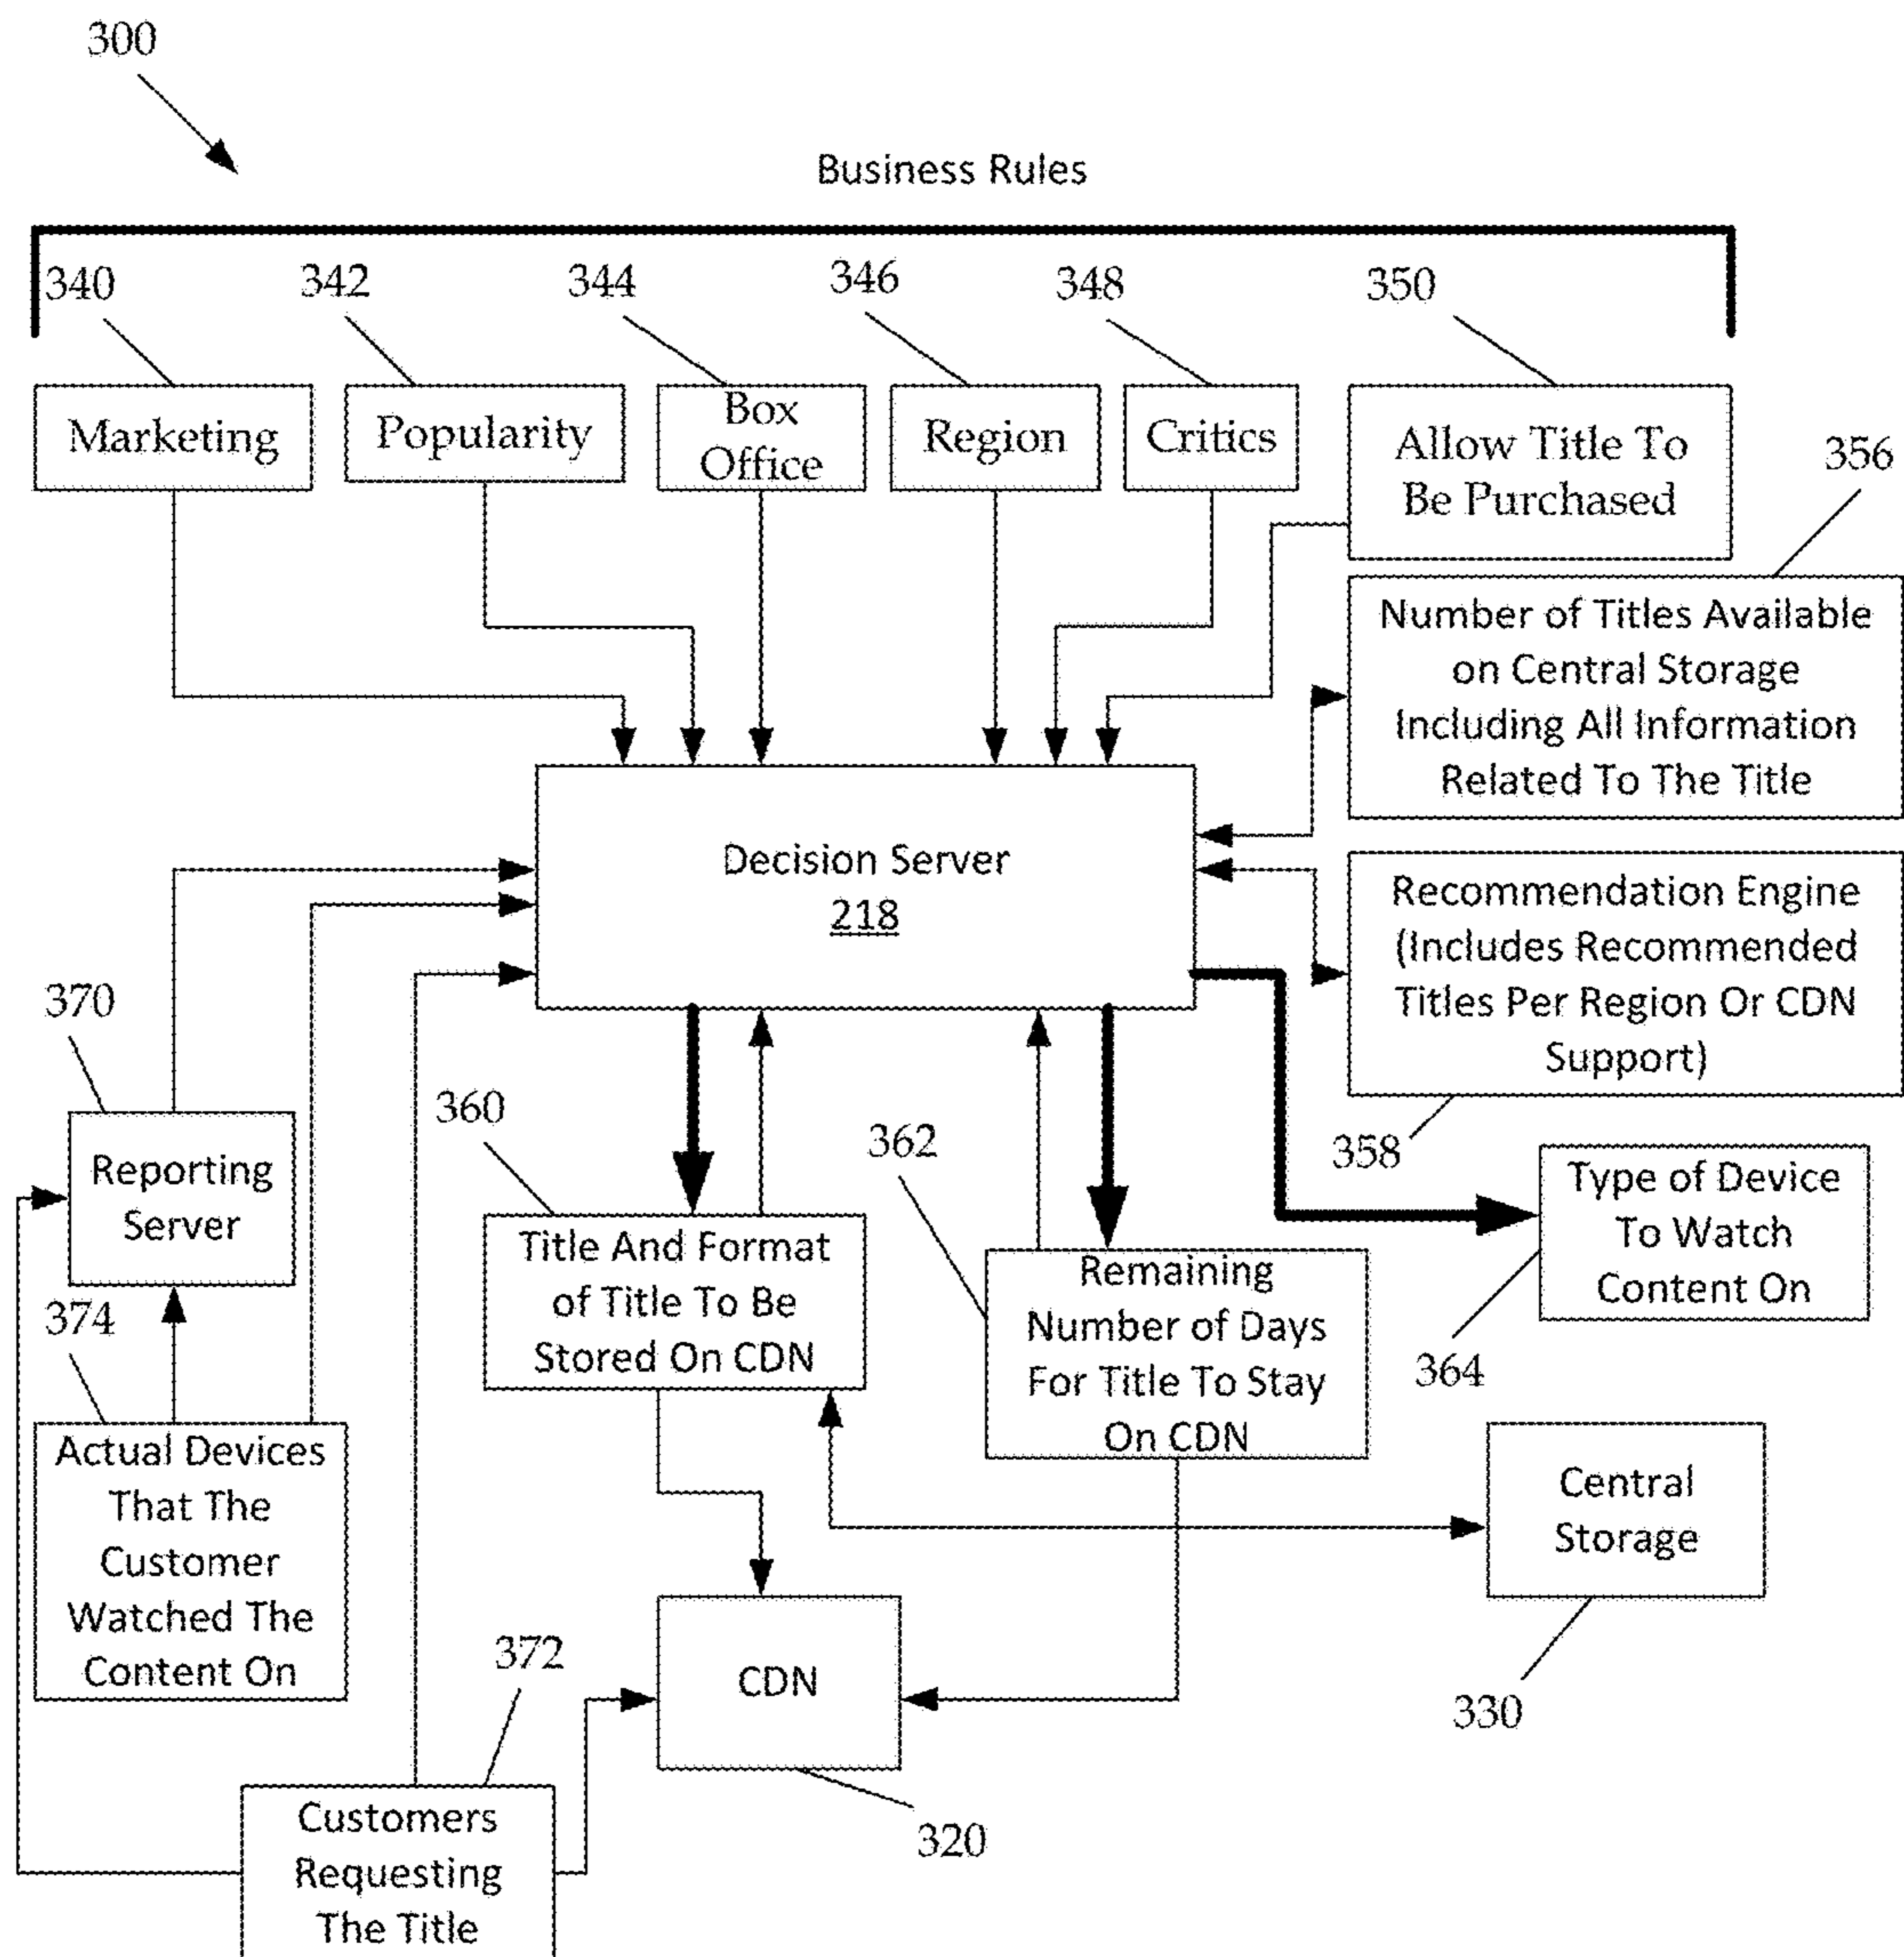 300
Business Rules
340
342
344
346
348
350
Marketing
Popularity
Box
Office
Region
Critics
Allow Title To
Be Purchased
356
Number of Titles Available
on Central Storage
Including All Information
Related To The Title
Decision Server
218
Recommendation Engine
(Includes Recommended
Titles Per Region Or CDN
Support)
358
370
Reporting
Server
360
Title And Format
of Title To Be
Stored On CDN
362
Remaining
Number of Days
For Title To Stay
On CDN
Type of Device
To Watch
Content On
364
374
Actual Devices
That The
Customer
Watched The
Content On
Central
Storage
330
372
CDN
320
Customers
Requesting
The Title